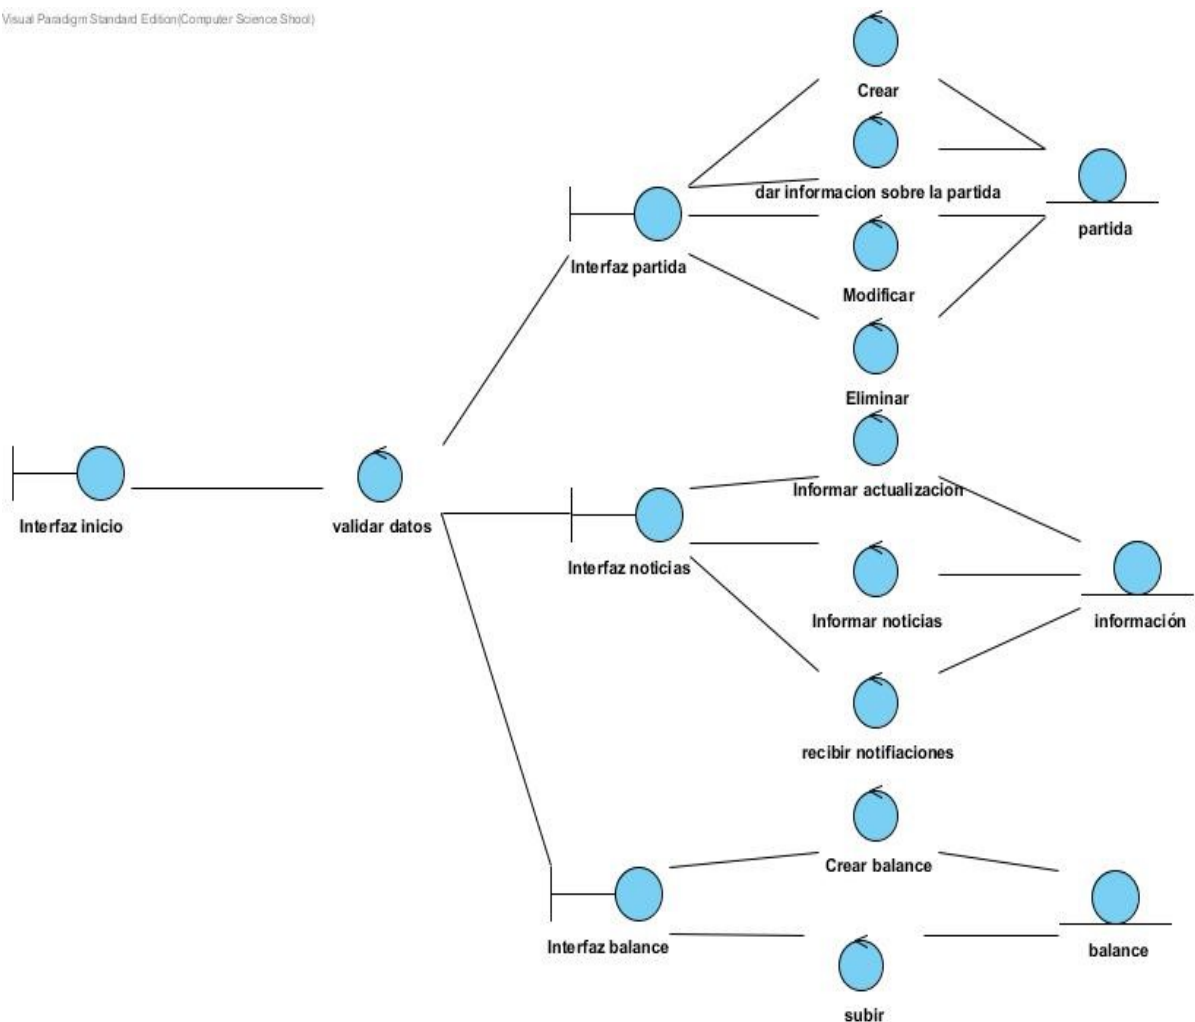 Visual Paradigm Standard Edition(Computer Science Shool)
Crear
dar informacion sobre la partida
partida
Interfaz partida
Modificar
Eliminar
Interfaz inicio
validar datos
Informar actualizacion
Interfaz noticias
Informar noticias
información
recibir notifiaciones
Crear balance
Interfaz balance
balance
subir